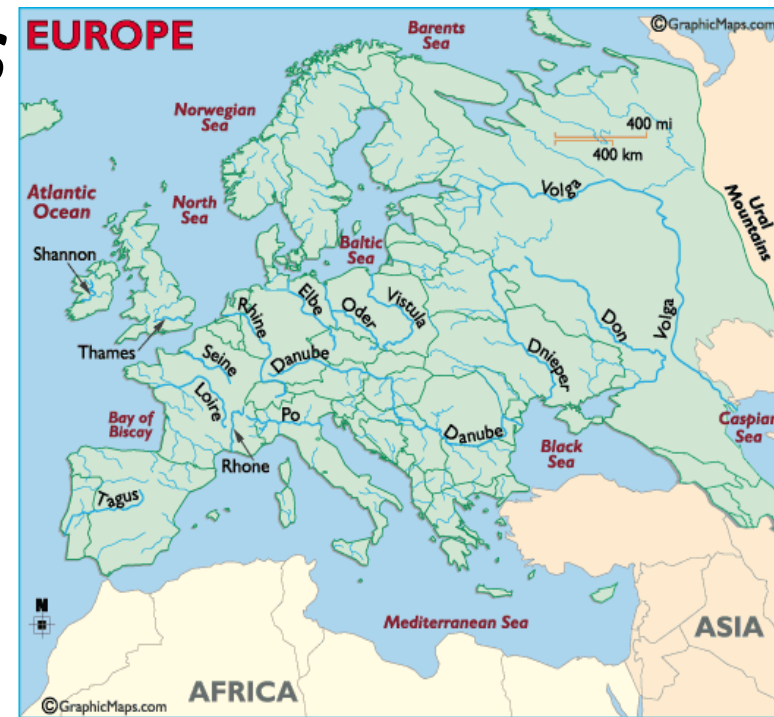 S
EUROPE
©GraphicMaps.com
Barents
Sea
Norwegian
Sea
400 mi
400 km
Ural
Mountains
Volga
Atlantic
Ocean
North
Sea
Baltic
Sea
Shannon
Thames
Rhine
Elbe
Oder
Vistula
Don
Volga
Dnieper
Seine
Danube
Loire
Po
Bay of
Biscay
Rhone
Danube
Black
Sea
Caspian
Sea
Tagus
N
Mediterranean Sea
ASIA
AFRICA
©GraphicMaps.com